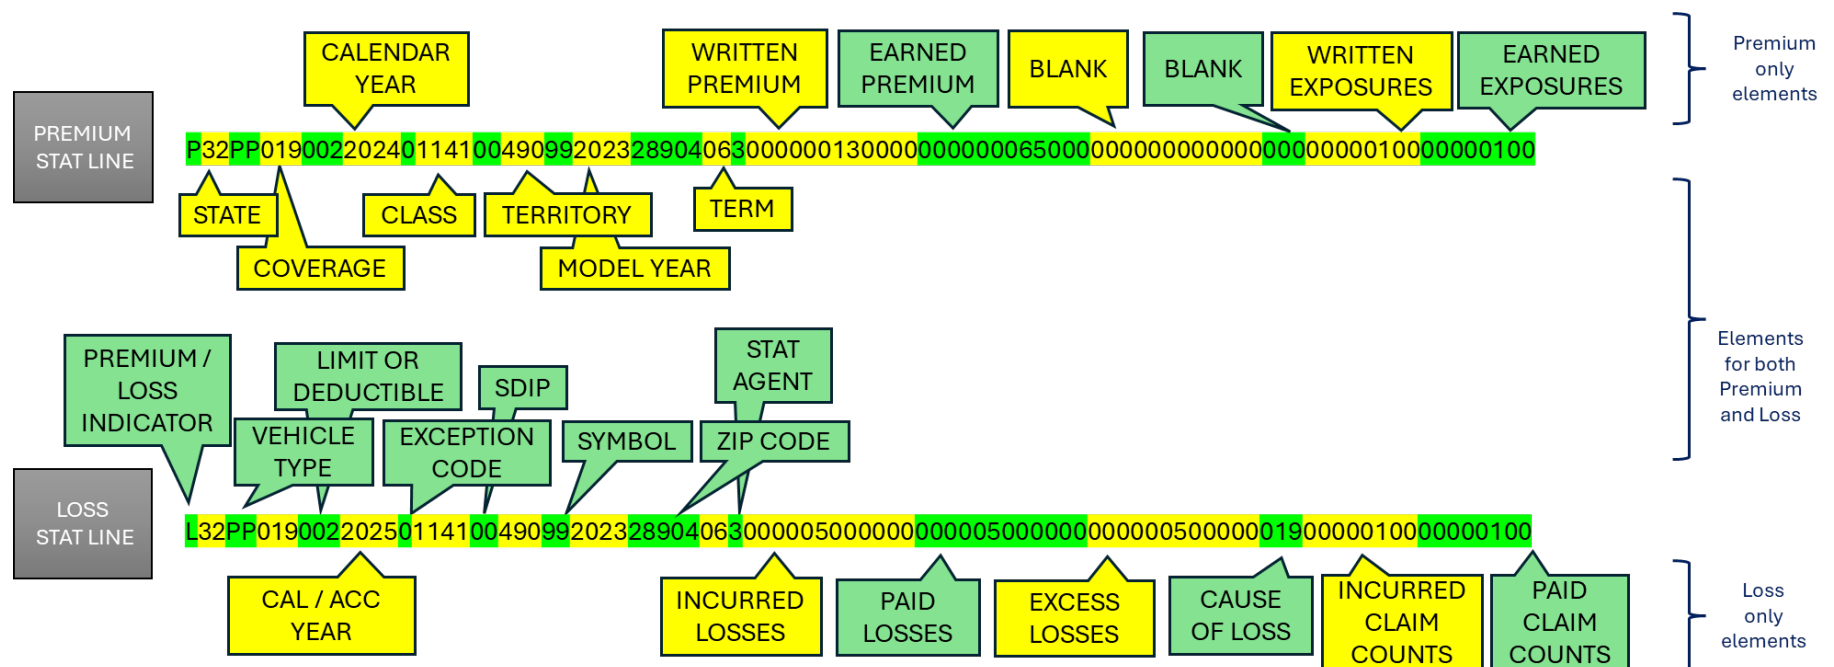 CALENDAR
YEAR
WRITTEN
PREMIUM
EARNED
PREMIUM
BLANK
BLANK
WRITTEN
EXPOSURES
EARNED
EXPOSURES
Premium
only
elements
PREMIUM
STAT LINE
P32PP01900220240114100490992023289040630000001300000000000650000000000000000000000010000000100
STATE
COVERAGE
CLASS
TERRITORY
MODEL YEAR
TERM
Elements
for both
Premium
and Loss
PREMIUM /
LOSS
INDICATOR
VEHICLE
TYPE
LIMIT OR
DEDUCTIBLE
EXCEPTION
CODE
SDIP
SYMBOL
STAT
AGENT
ZIP CODE
LOSS
STAT LINE
L32PP01900220250114100490992023289040630000050000000000050000000000005000000190000010000000100
CAL / ACC
YEAR
INCURRED
LOSSES
PAID
LOSSES
EXCESS
LOSSES
CAUSE
OF LOSS
INCURRED
CLAIM
COUNTS
PAID
CLAIM
COUNTS
Loss
only
elements